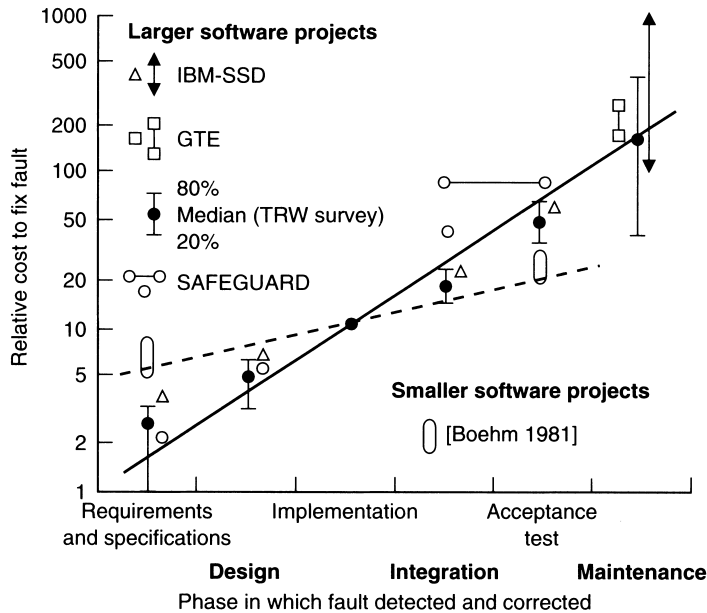 Relative cost to fix fault
1000
500
200
100
50
20
10
5
2
1
Larger software projects
IBM-SSD
GTE
80%
Median (TRW survey)
20%
SAFEGUARD
Smaller software projects
[Boehm 1981]
Requirements
and specifications
Design
Implementation
Integration
Acceptance
test
Maintenance
Phase in which fault detected and corrected